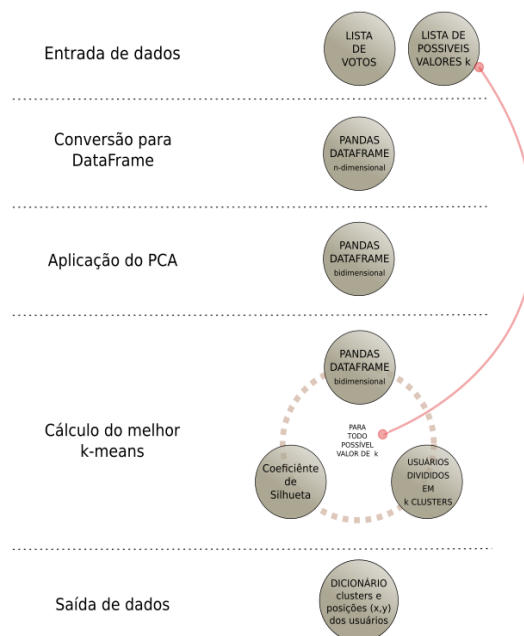 Entrada de dados
LISTA
DE
VOTOS
LISTA DE
POSSIVEIS
VALORES k
Conversão para
DataFrame
PANDAS
DATAFRAME
n-dimensional
Aplicação do PCA
PANDAS
DATAFRAME
bidimensional
Cálculo do melhor
k-means
PANDAS
DATAFRAME
bidimensional
PARA
TODO
POSSÍVEL
VALOR DE k
Coeficiênte
de
Silhueta
USUÁRIOS
DIVIDIDOS
EM
k CLUSTERS
Saída de dados
DICIONÁRIO
clusters e
posições (x,y)
dos usuários